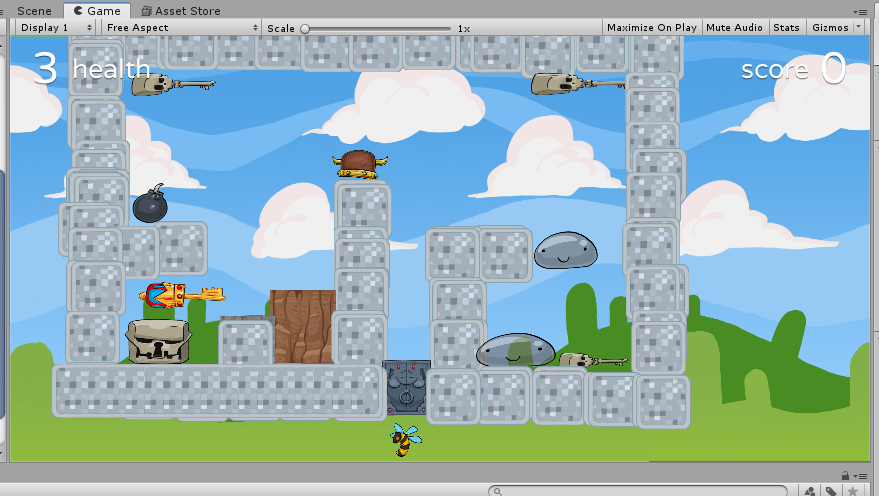 Scene Game Asset Store
Display 1 Free Aspect Scale 1x Maximize On Play Mute Audio Stats Gizmos
3 health score 0